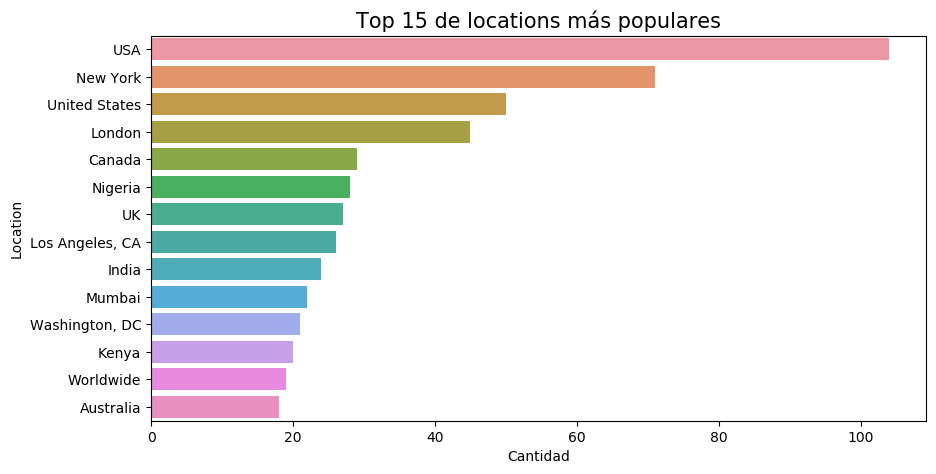 Top 15 de locations más populares
Location
USA
New York
United States
London
Canada
Nigeria
UK
Los Angeles, CA
India
Mumbai
Washington, DC
Kenya
Worldwide
Australia
0 20 40 60 80 100
Cantidad